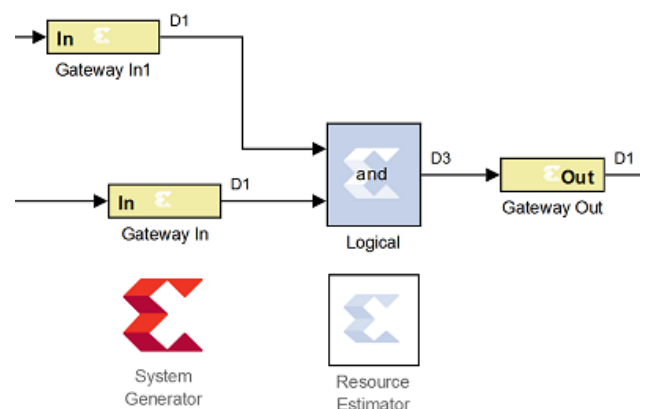 D1
In
Gateway In1
D1
In
Gateway In
and
Logical
D3
Out
D1
Gateway Out
System
Generator
Resource
Estimator